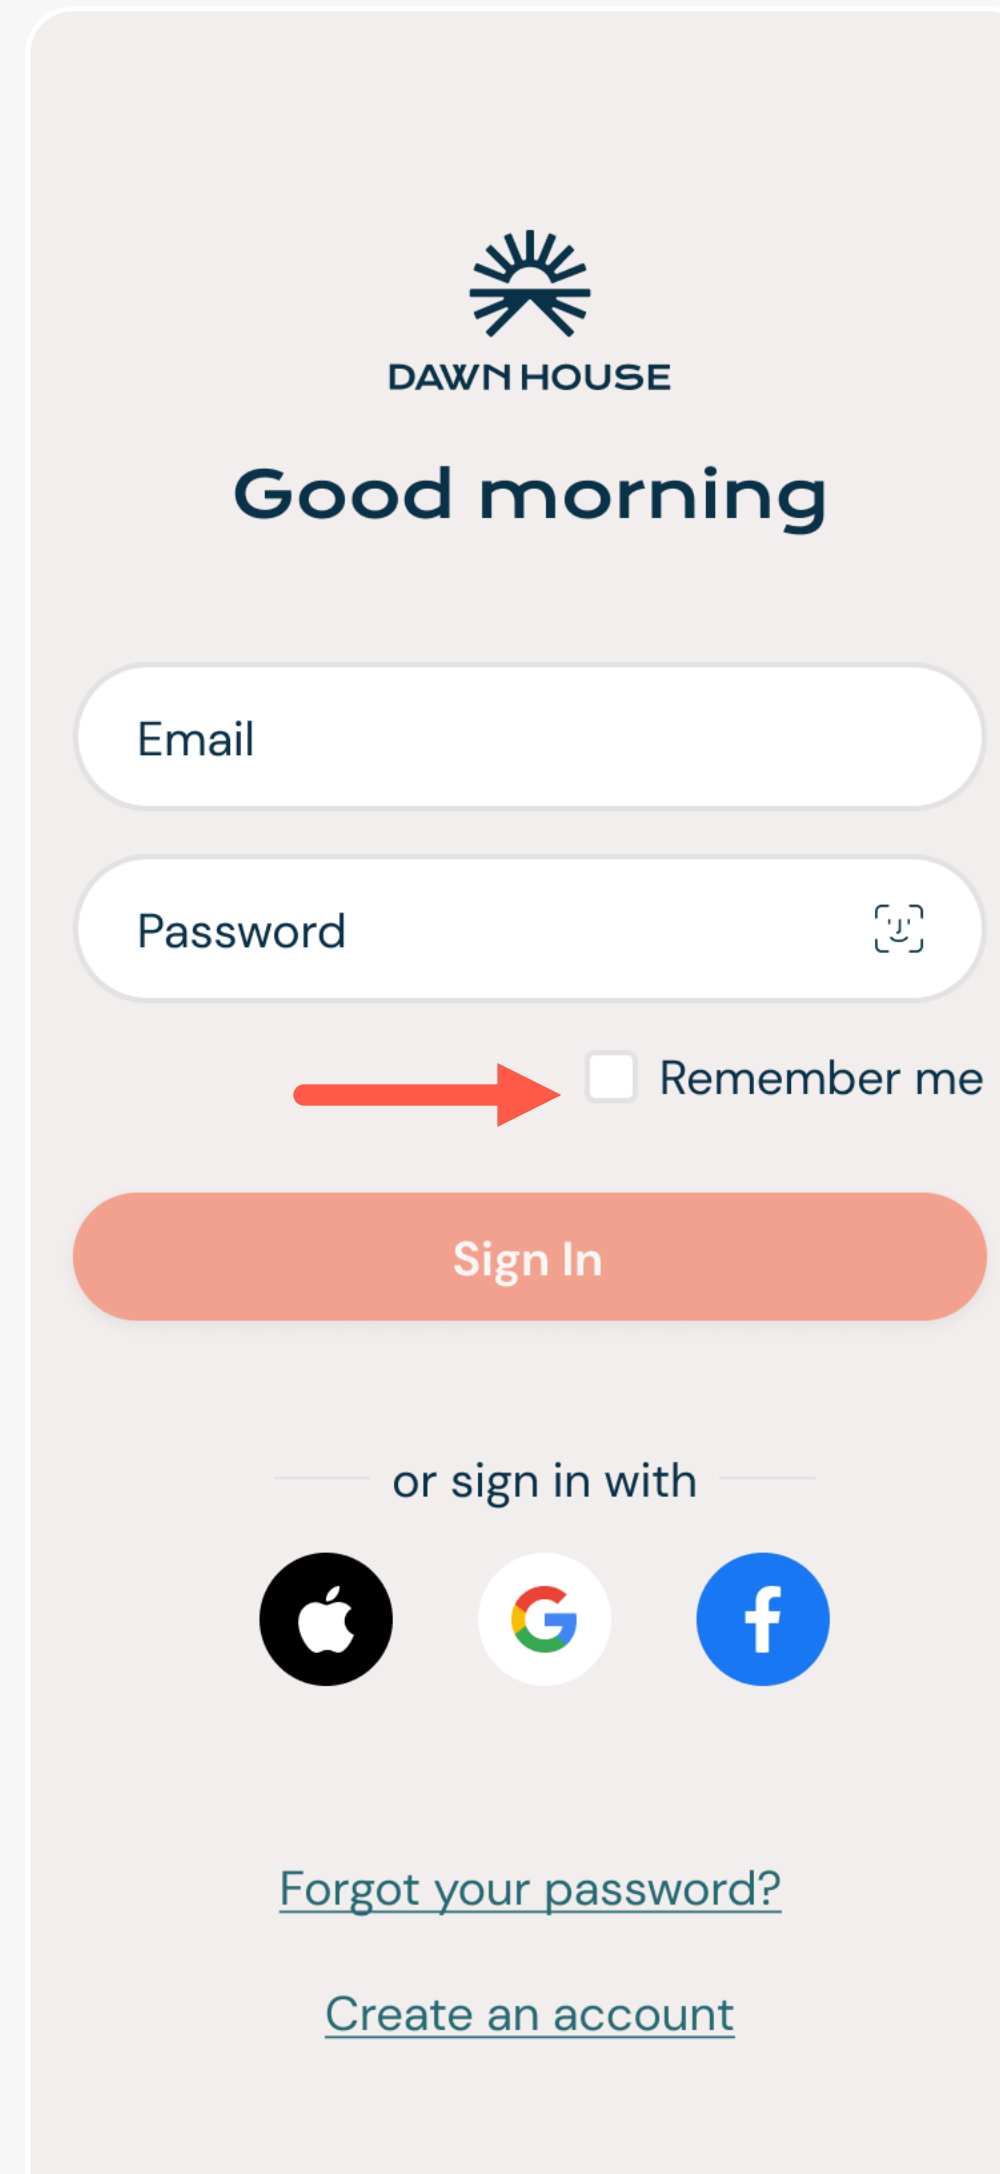 DAWN HOUSE
Good morning
Email
Password
Remember me
Sign In
or sign in with
Forgot your password?
Create an account